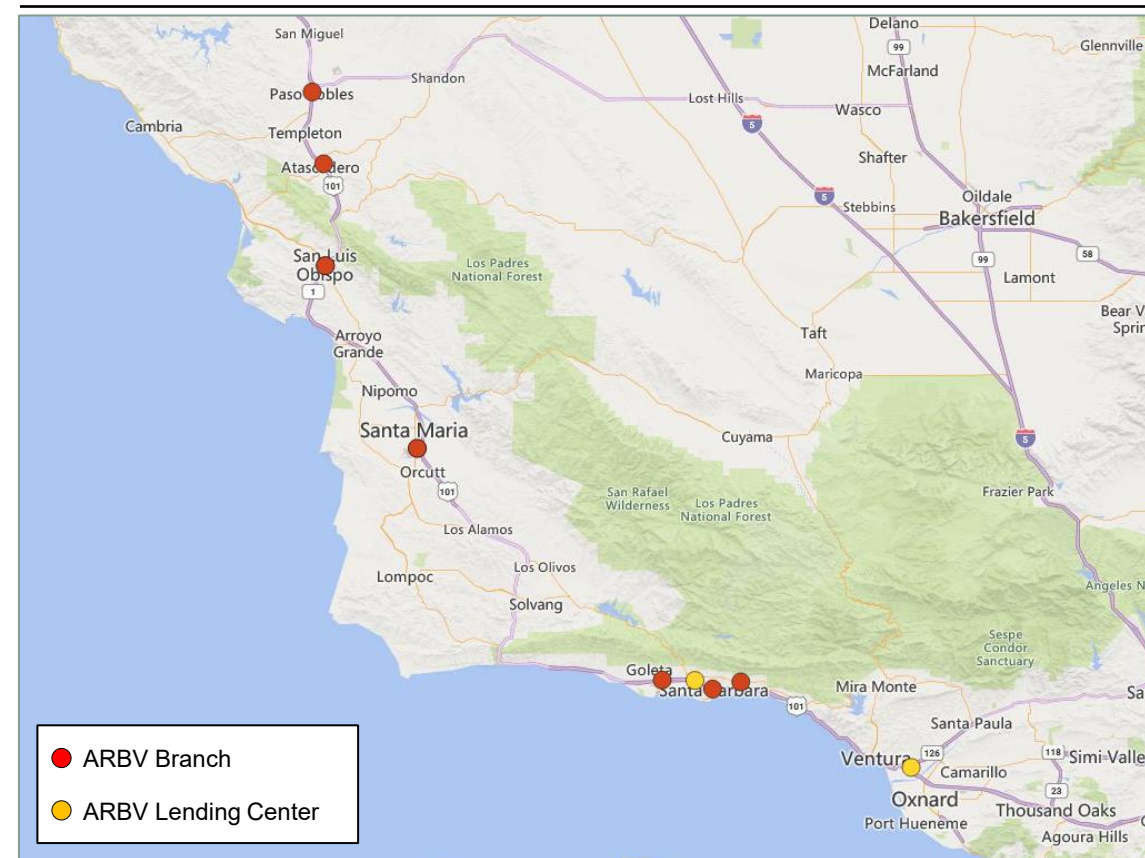 Delano
San Miguel
99
Glennville
McFarland
Shandon
Paso Robles
Lost Hills
Wasco
Cambria
5
Templeton
Shafter
Atascadero
101
5
Stebbins
Oildale
Bakersfield
San Luis
Obispo
Los Padres
National Forest
99
58
Lamont
1
Bear V
Sprin
Arroyo
Grande
Taft
Maricopa
Nipomo
Santa Maria
Cuyama
5
Orcutt
101
San Rafael
Wilderness
Los Padres
National Forest
Frazier Park
Los Alamos
Los Olivos
Lompoc
Angeles N
Solvang
Sespe
Condor
Sanctuary
Goleta
Santa Barbara
Mira Monte
Sa
101
Santa Paula
ARBV Branch
Ventura
126
118
Simi Valle
Camarillo
23
ARBV Lending Center
Oxnard
Thousand Oaks
Port Hueneme
Agoura Hills